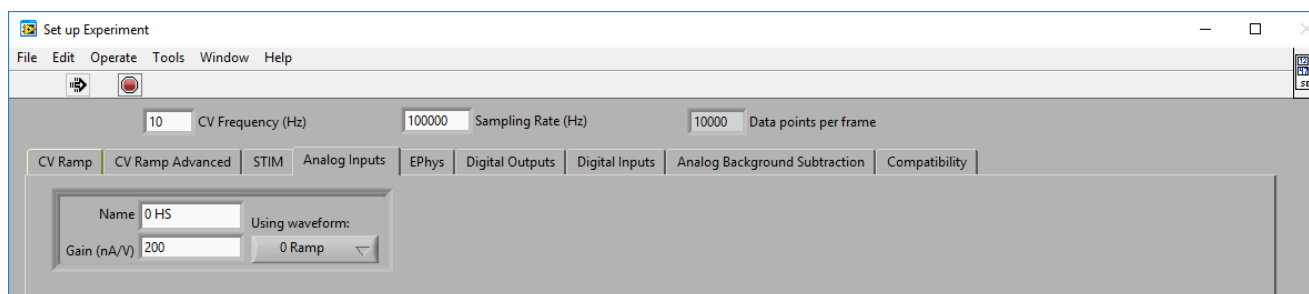 Set up Experiment
File Edit Operate Tools Window Help
10 CV Frequency (Hz) 100000 Sampling Rate (Hz) 10000 Data points per frame
CV Ramp CV Ramp Advanced STIM Analog Inputs EPhys Digital Outputs Digital Inputs Analog Background Subtraction Compatibility
Name 0 HS
Using waveform:
Gain (nA/V) 200 0 Ramp